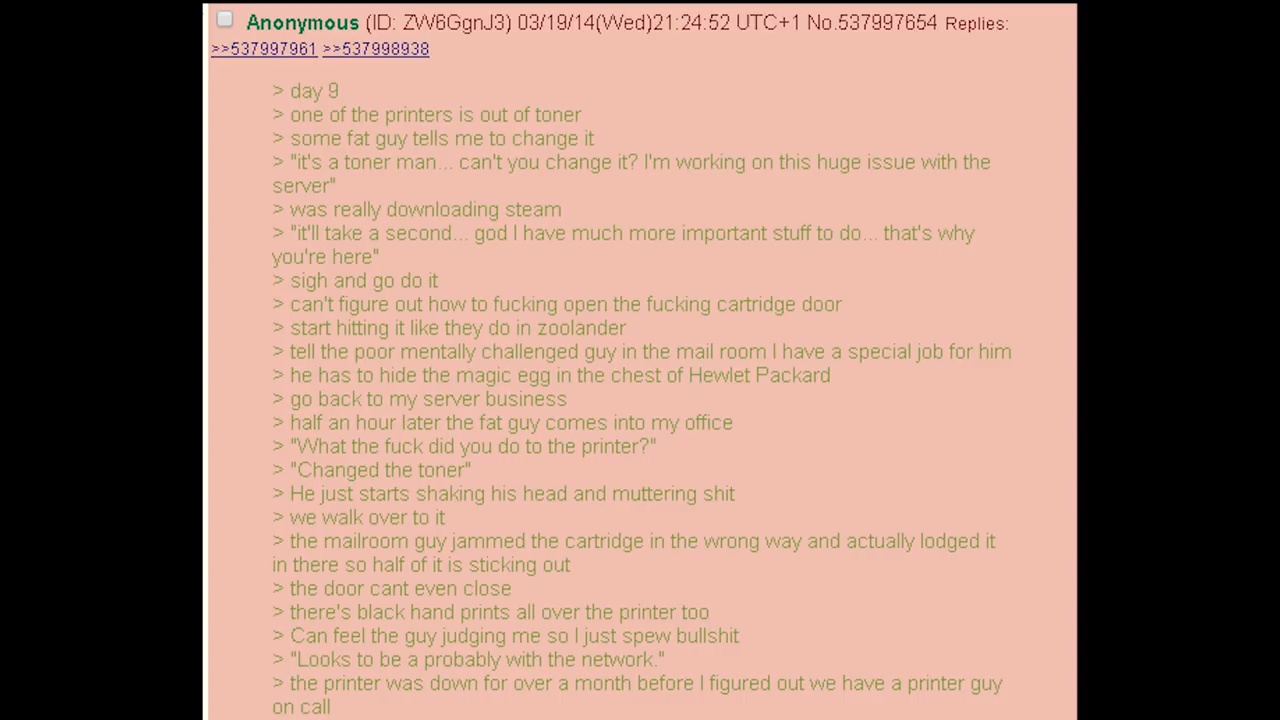 Anonymous (ID: ZW6GgnJ3) 03/19/14(Wed)21:24:52 UTC+1 No.537997654 Replies:
>>537997961 >>537998938
> day 9
> one of the printers is out of toner
> some fat guy tells me to change it
> "it's a toner man... can't you change it? I'm working on this huge issue with the
server"
> was really downloading steam
> "it'll take a second... god I have much more important stuff to do... that's why
you're here"
> sigh and go do it
> can't figure out how to fucking open the fucking cartridge door
> start hitting it like they do in zoolander
> tell the poor mentally challenged guy in the mail room I have a special job for him
> he has to hide the magic egg in the chest of Hewlet Packard
> go back to my server business
> half an hour later the fat guy comes into my office
> "What the fuck did you do to the printer?"
> "Changed the toner"
> He just starts shaking his head and muttering shit
> we walk over to it
> the mailroom guy jammed the cartridge in the wrong way and actually lodged it
in there so half of it is sticking out
> the door cant even close
> there's black hand prints all over the printer too
> Can feel the guy judging me so I just spew bullshit
> "Looks to be a probably with the network."
> the printer was down for over a month before I figured out we have a printer guy
on call